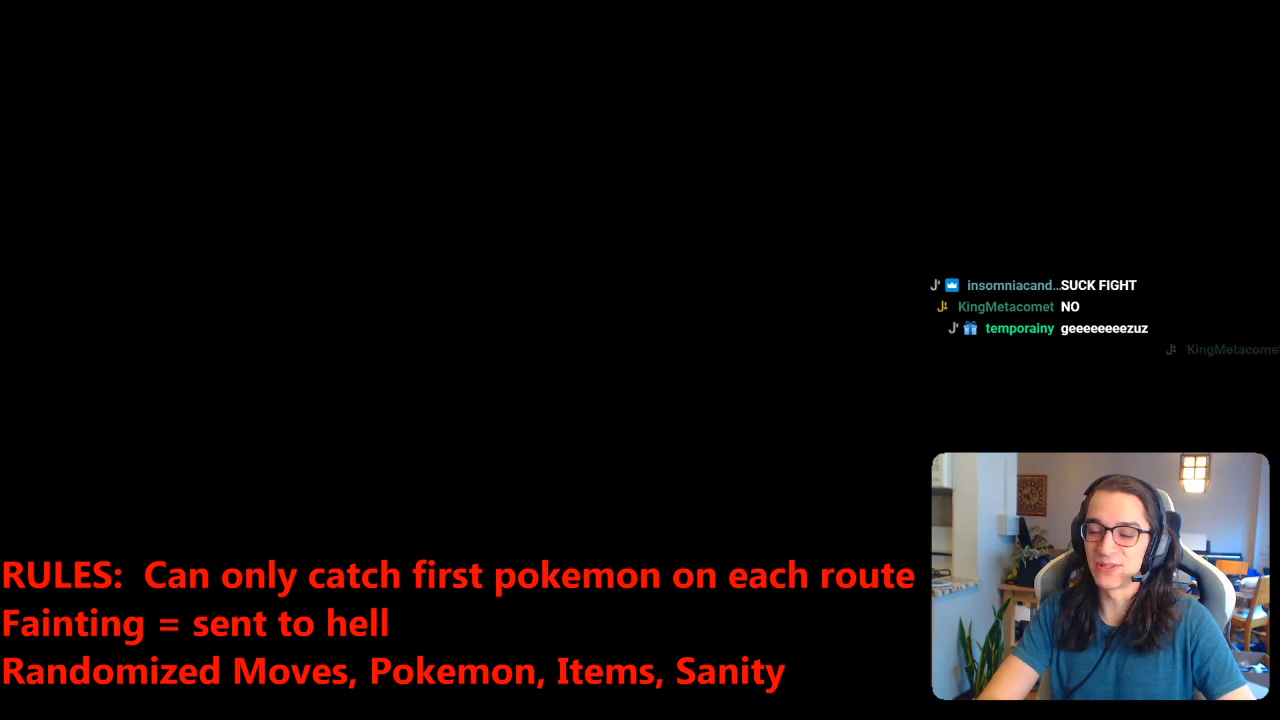 insomniacand... SUCK FIGHT
KingMetacomet NO
temporainy geeeeeeeezuz
KingMetacome
RULES: Can only catch first pokemon on each route
Fainting = sent to hell
Randomized Moves, Pokemon, Items, Sanity